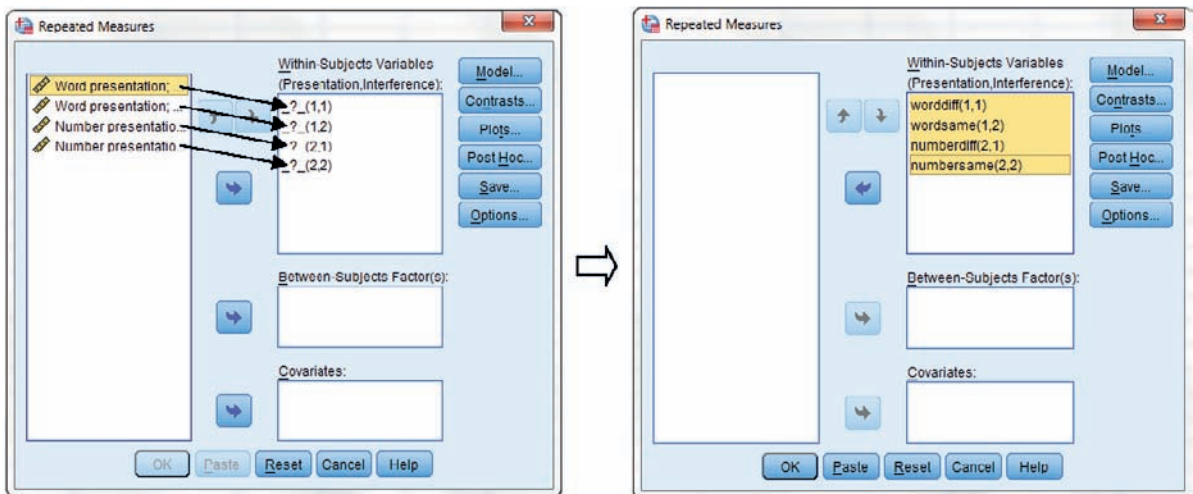 Repeated Measures
Word presentation;
Word presentation; ...
Number presentatio...
Number presentatio
Within-Subjects Variables
(Presentation,Interference):
_?_(1,1)
_?_(1,2)
_?_(2,1)
_?_(2,2)
Model...
Contrasts...
Plots...
Post Hoc...
Save...
Options...
Between-Subjects Factor(s):
Covariates:
OK Paste Reset Cancel Help
Repeated Measures
Within-Subjects Variables
(Presentation,Interference):
worddiff(1,1)
wordsame(1,2)
numberdiff(2,1)
numbersame(2,2)
Model...
Contrasts...
Plots
Post Hoc...
Save...
Options...
Between-Subjects Factor(s):
Covariates:
OK Paste Reset Cancel Help